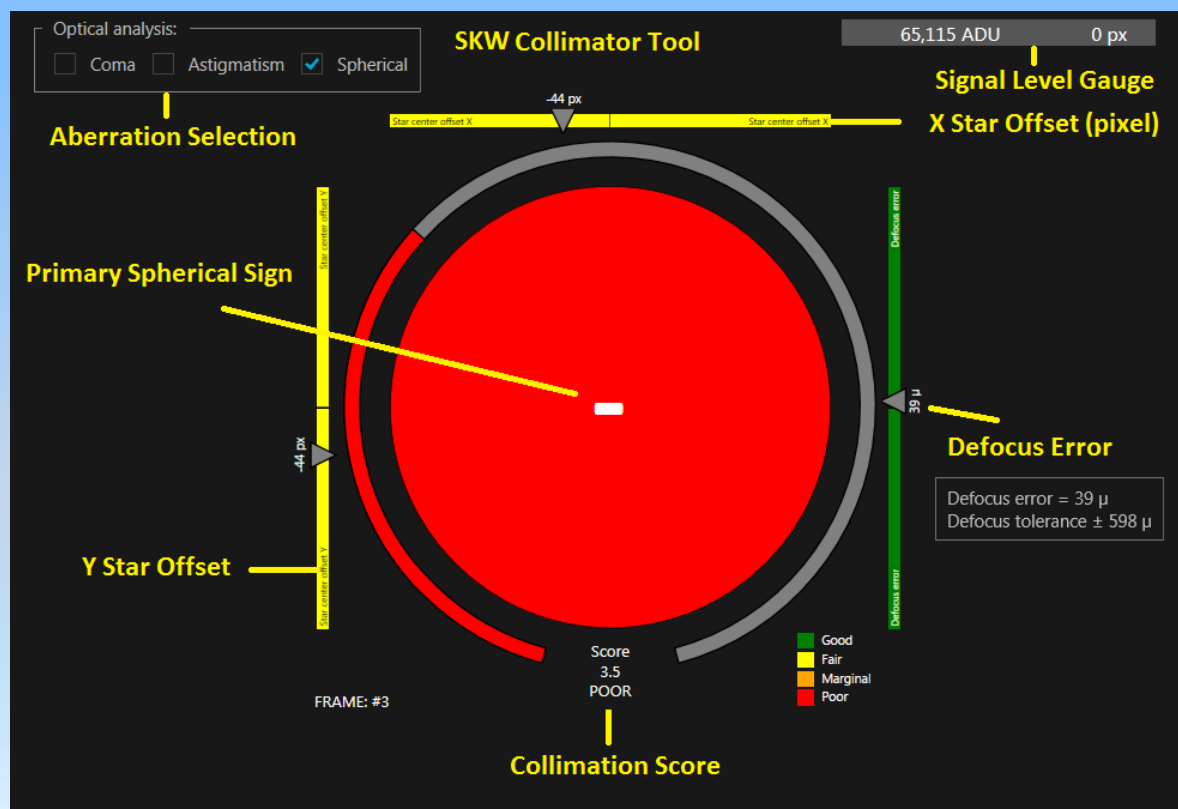 Optical analysis:
Coma
Astigmatism
Spherical
Aberration Selection
SKW Collimator Tool
65,115 ADU
0 px
Signal Level Gauge
-44 px
Star center offset X
Star center offset X
X Star Offset (pixel)
Star center offset Y
Defocus error
Primary Spherical Sign
39 µ
-44 px
Defocus Error
Defocus error = 39 µ
Defocus tolerance ± 598 µ
Y Star Offset
Star center offset Y
Defocus error
Score
3.5
POOR
Good
Fair
Marginal
Poor
FRAME: #3
Collimation Score